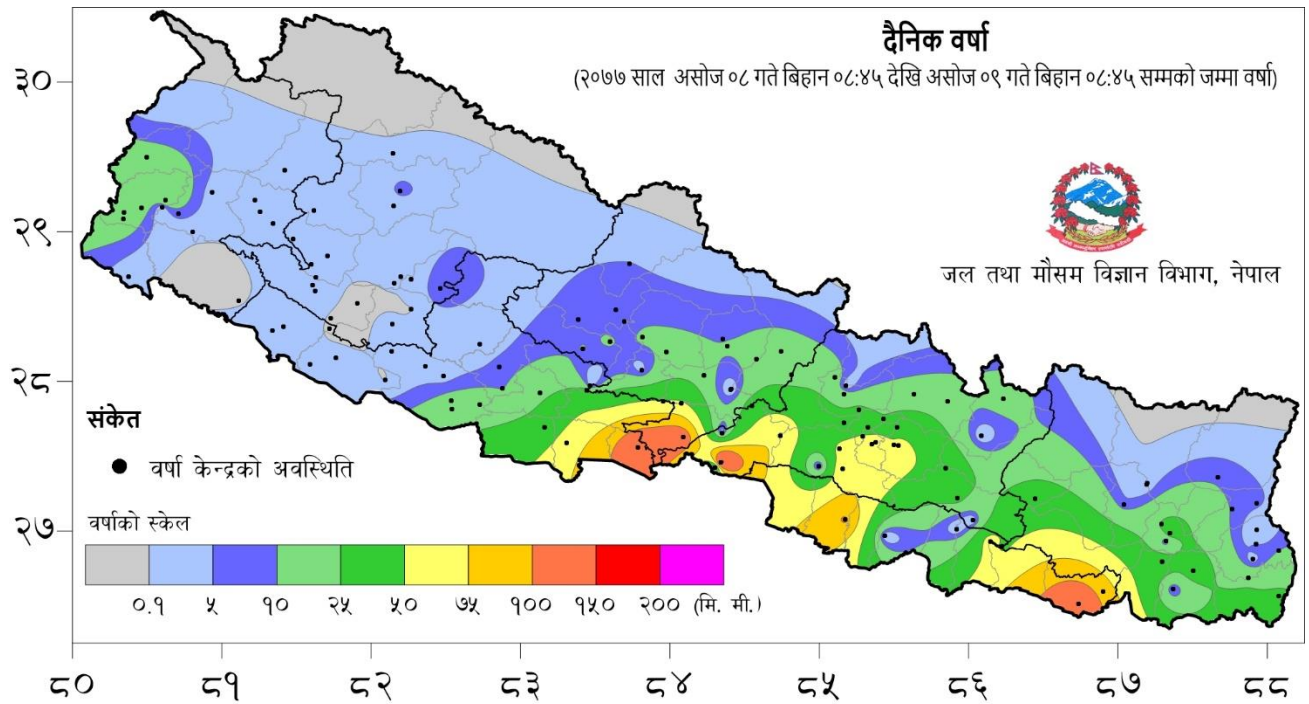 दैनिक वर्षा
(२०७७ साल असोज ०८ गते बिहान ०८:४५ देखि असोज ०९ गते बिहान ०८:४५ सम्मको जम्मा वर्षा)
जल तथा मौसम विज्ञान विभाग, नेपाल
३०
२९
२८
२७
संकेत
वर्षा केन्द्रको अवस्थिति
वर्षाको स्केल
०.१ ५ १० २५ ५० ७५ १०० १५० २०० (मि. मी.)
८० ८१ ८२ ८३ ८४ ८५ ८६ ८७ ८८